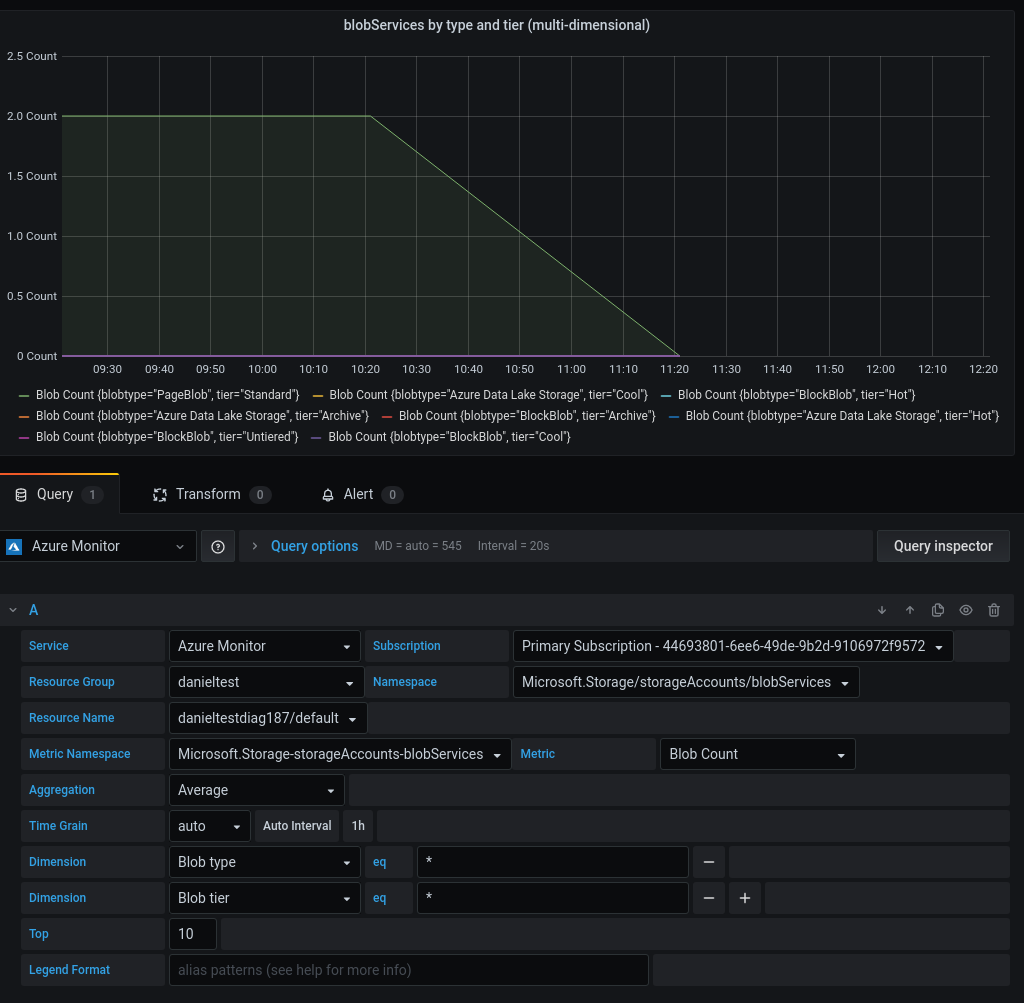 blobServices by type and tier (multi-dimensional)
2.5 Count
2.0 Count
1.5 Count
1.0 Count
0.5 Count
0 Count
09:30 09:40 09:50 10:00 10:10 10:20 10:30 10:40 10:50 11:00 11:10 11:20 11:30 11:40 11:50 12:00 12:10 12:20
Blob Count {blobtype="PageBlob", tier="Standard"} Blob Count {blobtype="Azure Data Lake Storage", tier="Cool"} Blob Count {blobtype="BlockBlob", tier="Hot"}
Blob Count {blobtype="Azure Data Lake Storage", tier="Archive"} Blob Count {blobtype="BlockBlob", tier="Archive"} Blob Count {blobtype="Azure Data Lake Storage", tier="Hot"}
Blob Count {blobtype="BlockBlob", tier="Untiered"} Blob Count {blobtype="BlockBlob", tier="Cool"}
Query 1 Transform 0 Alert 0
Azure Monitor Query options MD = auto = 545 Interval = 20s Query inspector
A
Service Azure Monitor Subscription Primary Subscription - 44693801-6ee6-49de-9b2d-9106972f9572
Resource Group danieltest Namespace Microsoft.Storage/storageAccounts/blobServices
Resource Name danieltestdiag187/default
Metric Namespace Microsoft.Storage-storageAccounts-blobServices Metric Blob Count
Aggregation Average
Time Grain auto Auto Interval 1h
Dimension Blob type eq *
Dimension Blob tier eq *
Top 10
Legend Format alias patterns (see help for more info)